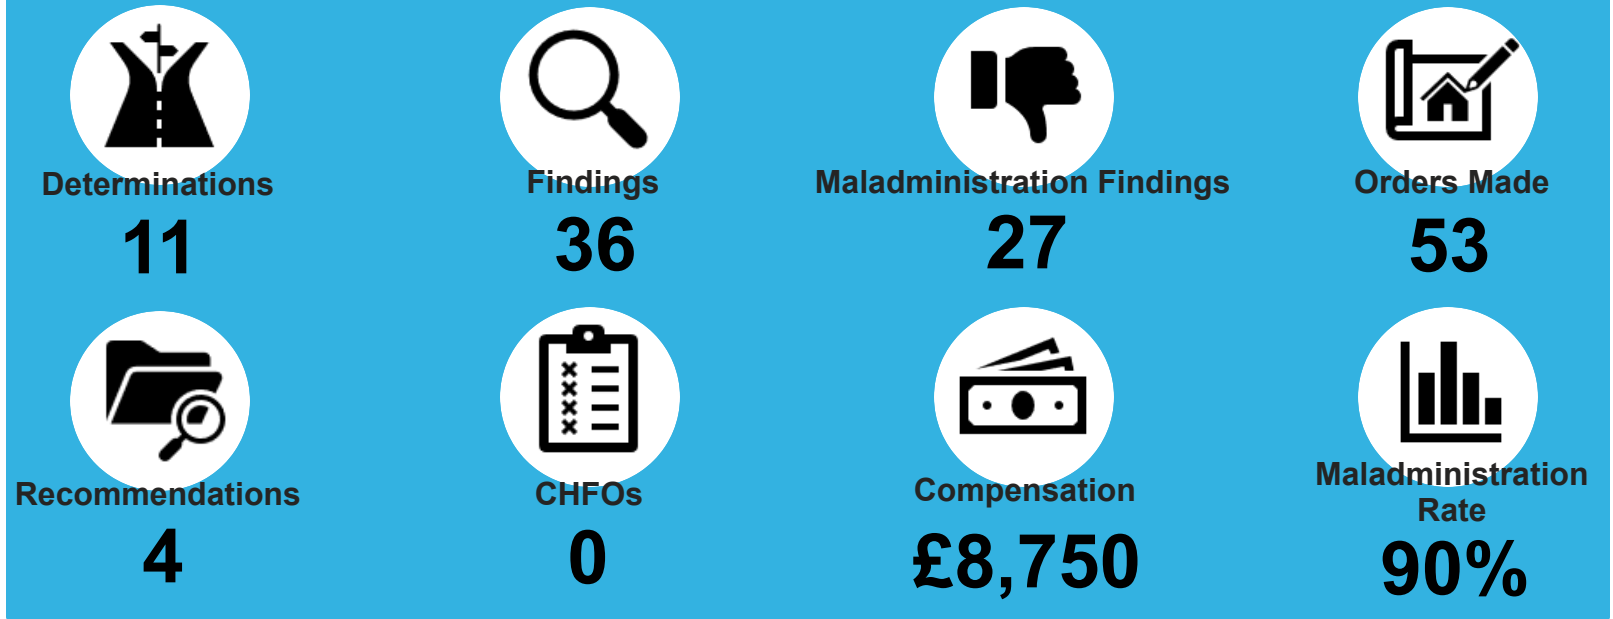 Determinations
11
Findings
36
Maladministration Findings
27
Orders Made
53
Recommendations
4
CHFOs
0
Compensation
£8,750
Maladministration
Rate
90%